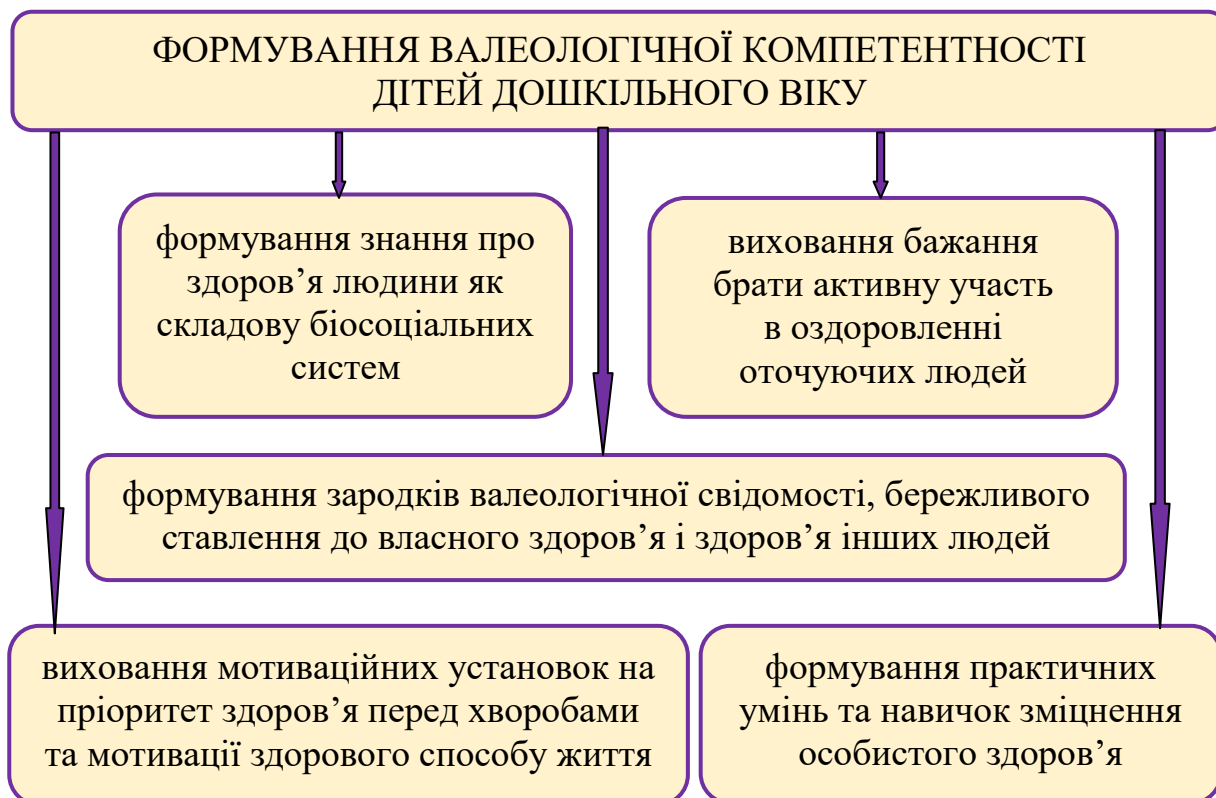 ФОРМУВАННЯ ВАЛЕОЛОГІЧНОЇ КОМПЕТЕНТНОСТІ
ДІТЕЙ ДОШКІЛЬНОГО ВІКУ
формування знання про
здоров’я людини як
складову біосоціальних
систем
виховання бажання
брати активну участь
в оздоровленні
оточуючих людей
формування зародків валеологічної свідомості, бережливого
ставлення до власного здоров’я і здоров’я інших людей
виховання мотиваційних установок на
пріоритет здоров’я перед хворобами
та мотивації здорового способу життя
формування практичних
умінь та навичок зміцнення
особистого здоров’я